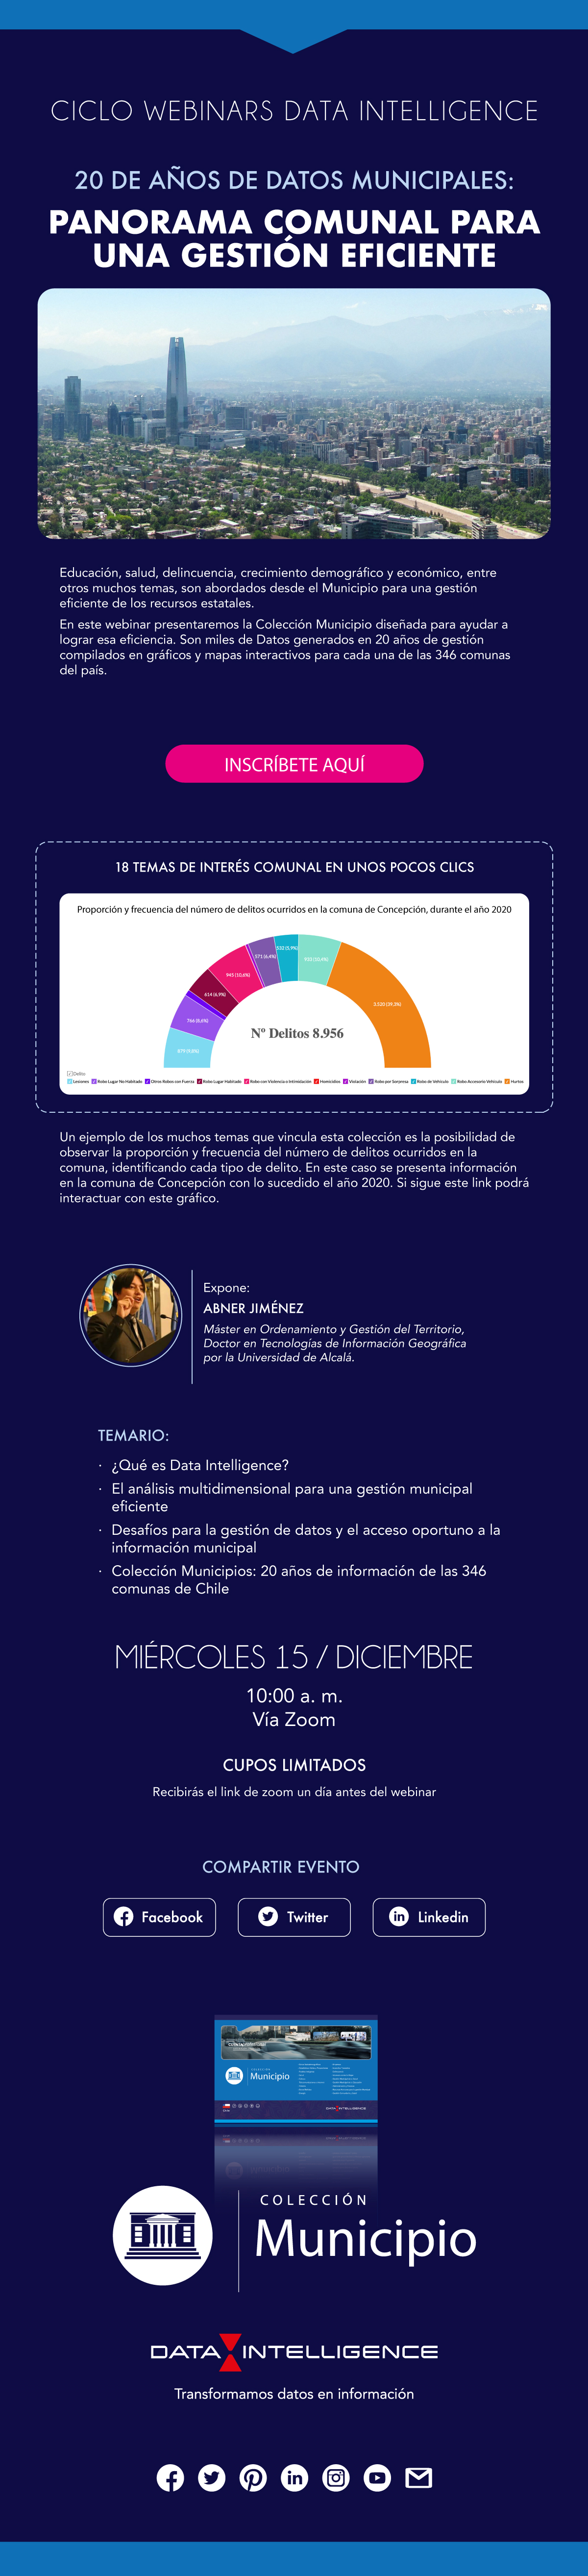 CICLO WEBINARS DATA INTELLIGENCE
20 DE AÑOS DE DATOS MUNICIPALES:
PANORAMA COMUNAL PARA
UNA GESTIÓN EFICIENTE
Educación, salud, delincuencia, crecimiento demográfico y económico, entre
otros muchos temas, son abordados desde el Municipio para una gestión
eficiente de los recursos estatales.
En este webinar presentaremos la Colección Municipio diseñada para ayudar a
lograr esa eficiencia. Son miles de Datos generados en 20 años de gestión
compilados en gráficos y mapas interactivos para cada una de las 346 comunas
del país.
INSCRÍBETE AQUÍ
18 TEMAS DE INTERÉS COMUNAL EN UNOS POCOS CLICS
Proporción y frecuencia del número de delitos ocurridos en la comuna de Concepción, durante el año 2020
879 (9,8%)
766 (8,6%)
614 (6,9%)
945 (10,6%)
571 (6,4%)
532 (5,9%)
933 (10,4%)
3.520 (39,3%)
Nº Delitos 8.956
Delito
Lesiones Robo Lugar No Habitado Otros Robos con Fuerza Robo Lugar Habitado Robo con Violencia o Intimidación Homicidios Violación Robo por Sorpresa Robo de Vehículo Robo Accesorio Vehículo Hurtos
Un ejemplo de los muchos temas que vincula esta colección es la posibilidad de
observar la proporción y frecuencia del número de delitos ocurridos en la
comuna, identificando cada tipo de delito. En este caso se presenta información
en la comuna de Concepción con lo sucedido el año 2020. Si sigue este link podrá
interactuar con este gráfico.
Expone:
ABNER JIMÉNEZ
Máster en Ordenamiento y Gestión del Territorio,
Doctor en Tecnologías de Información Geográfica
por la Universidad de Alcalá.
TEMARIO:
· ¿Qué es Data Intelligence?
· El análisis multidimensional para una gestión municipal
eficiente
· Desafíos para la gestión de datos y el acceso oportuno a la
información municipal
· Colección Municipios: 20 años de información de las 346
comunas de Chile
MIÉRCOLES 15 / DICIEMBRE
10:00 a. m.
Vía Zoom
CUPOS LIMITADOS
Recibirás el link de zoom un día antes del webinar
COMPARTIR EVENTO
Facebook
Twitter
Linkedin
Municipio
DATA INTELLIGENCE
COLECCIÓN
Municipio
DATA INTELLIGENCE
Transformamos datos en información